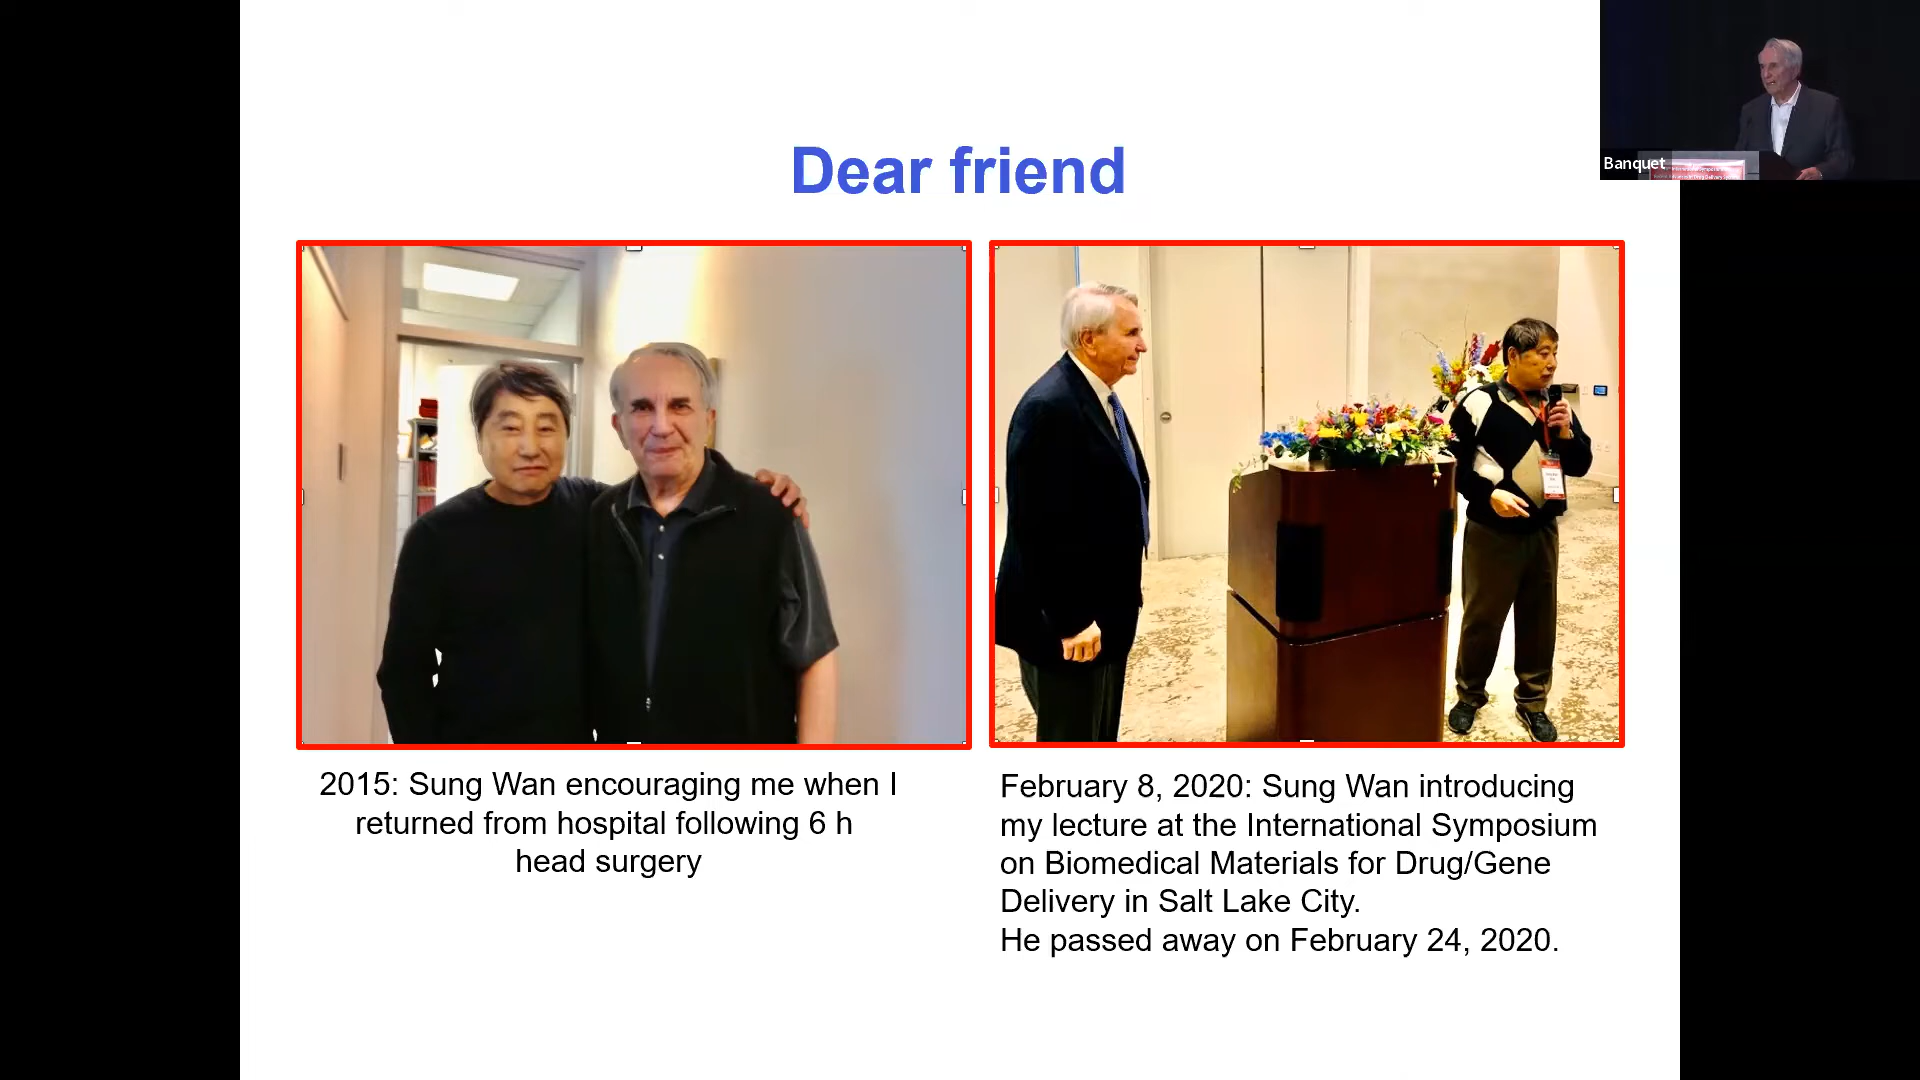 Dear friend
Banquet
2015: Sung Wan encouraging me when I
returned from hospital following 6 h
head surgery
February 8, 2020: Sung Wan introducing
my lecture at the International Symposium
on Biomedical Materials for Drug/Gene
Delivery in Salt Lake City.
He passed away on February 24, 2020.